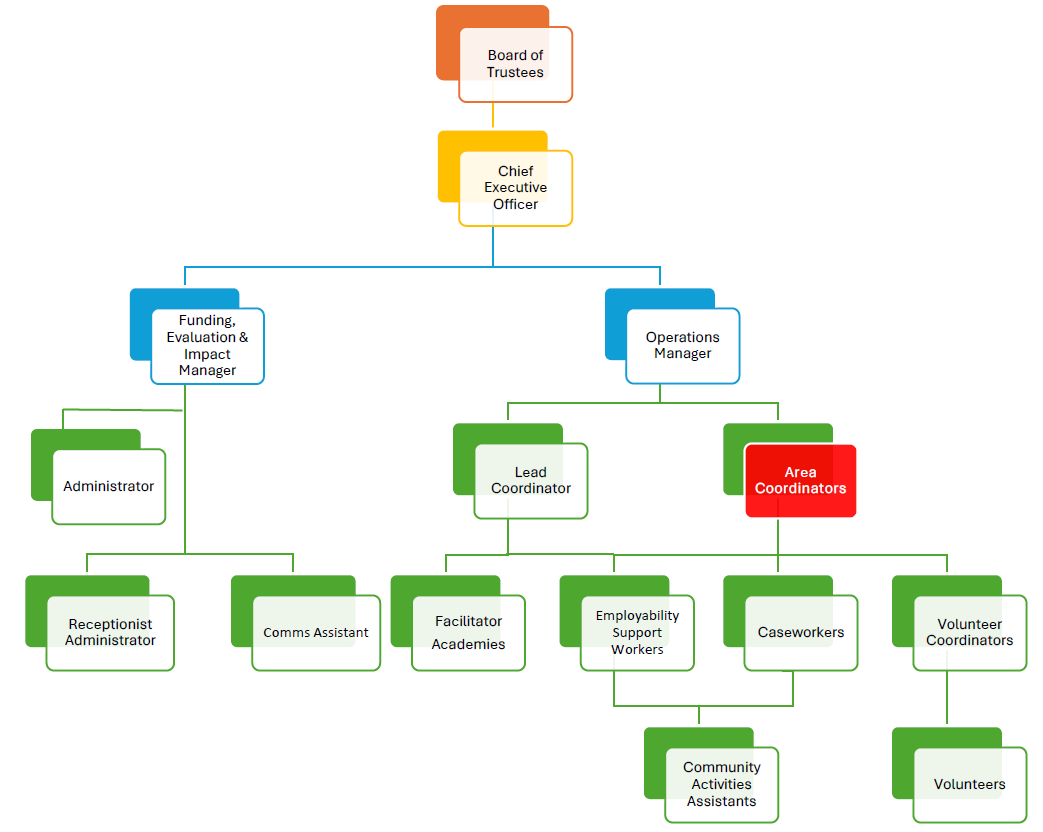 Board of
Trustees
Chief
Executive
Officer
Funding,
Evaluation &
Impact
Manager
Operations
Manager
Administrator
Lead
Coordinator
Area
Coordinators
Receptionist
Administrator
Comms Assistant
Facilitator
Academies
Employability
Support
Workers
Caseworkers
Volunteer
Coordinators
Community
Activities
Assistants
Volunteers